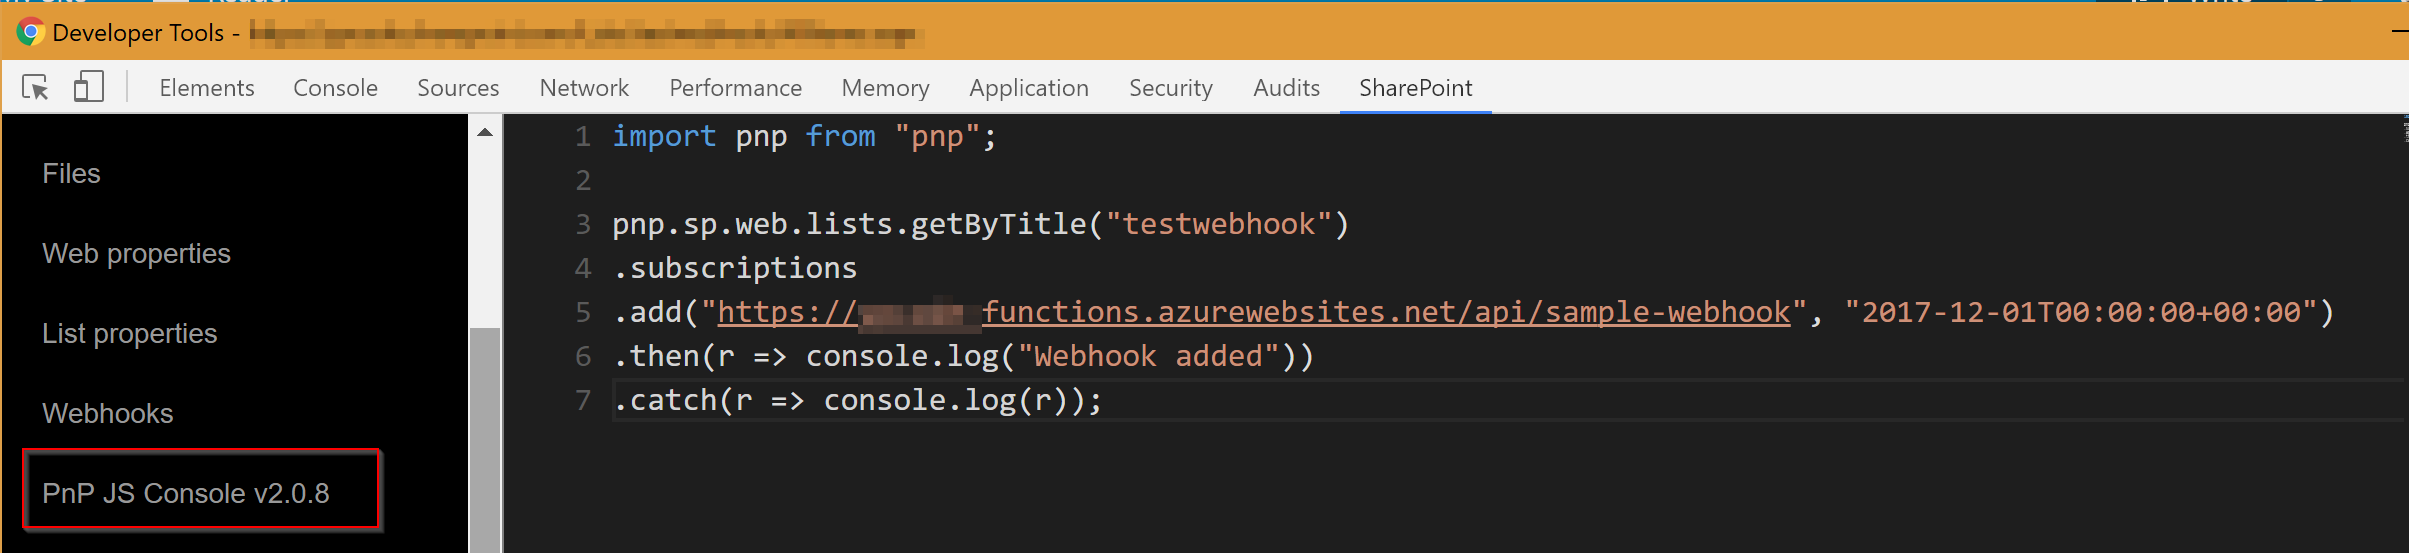 Developer Tools -
Elements Console Sources Network Performance Memory Application Security Audits SharePoint
Files
Web properties
List properties
Webhooks
PnP JS Console v2.0.8
1 import pnp from "pnp";
2
3 pnp.sp.web.lists.getByTitle("testwebhook")
4 .subscriptions
5 .add("https:// functions.azurewebsites.net/api/sample-webhook", "2017-12-01T00:00:00+00:00")
6 .then(r => console.log("Webhook added"))
7 .catch(r => console.log(r));